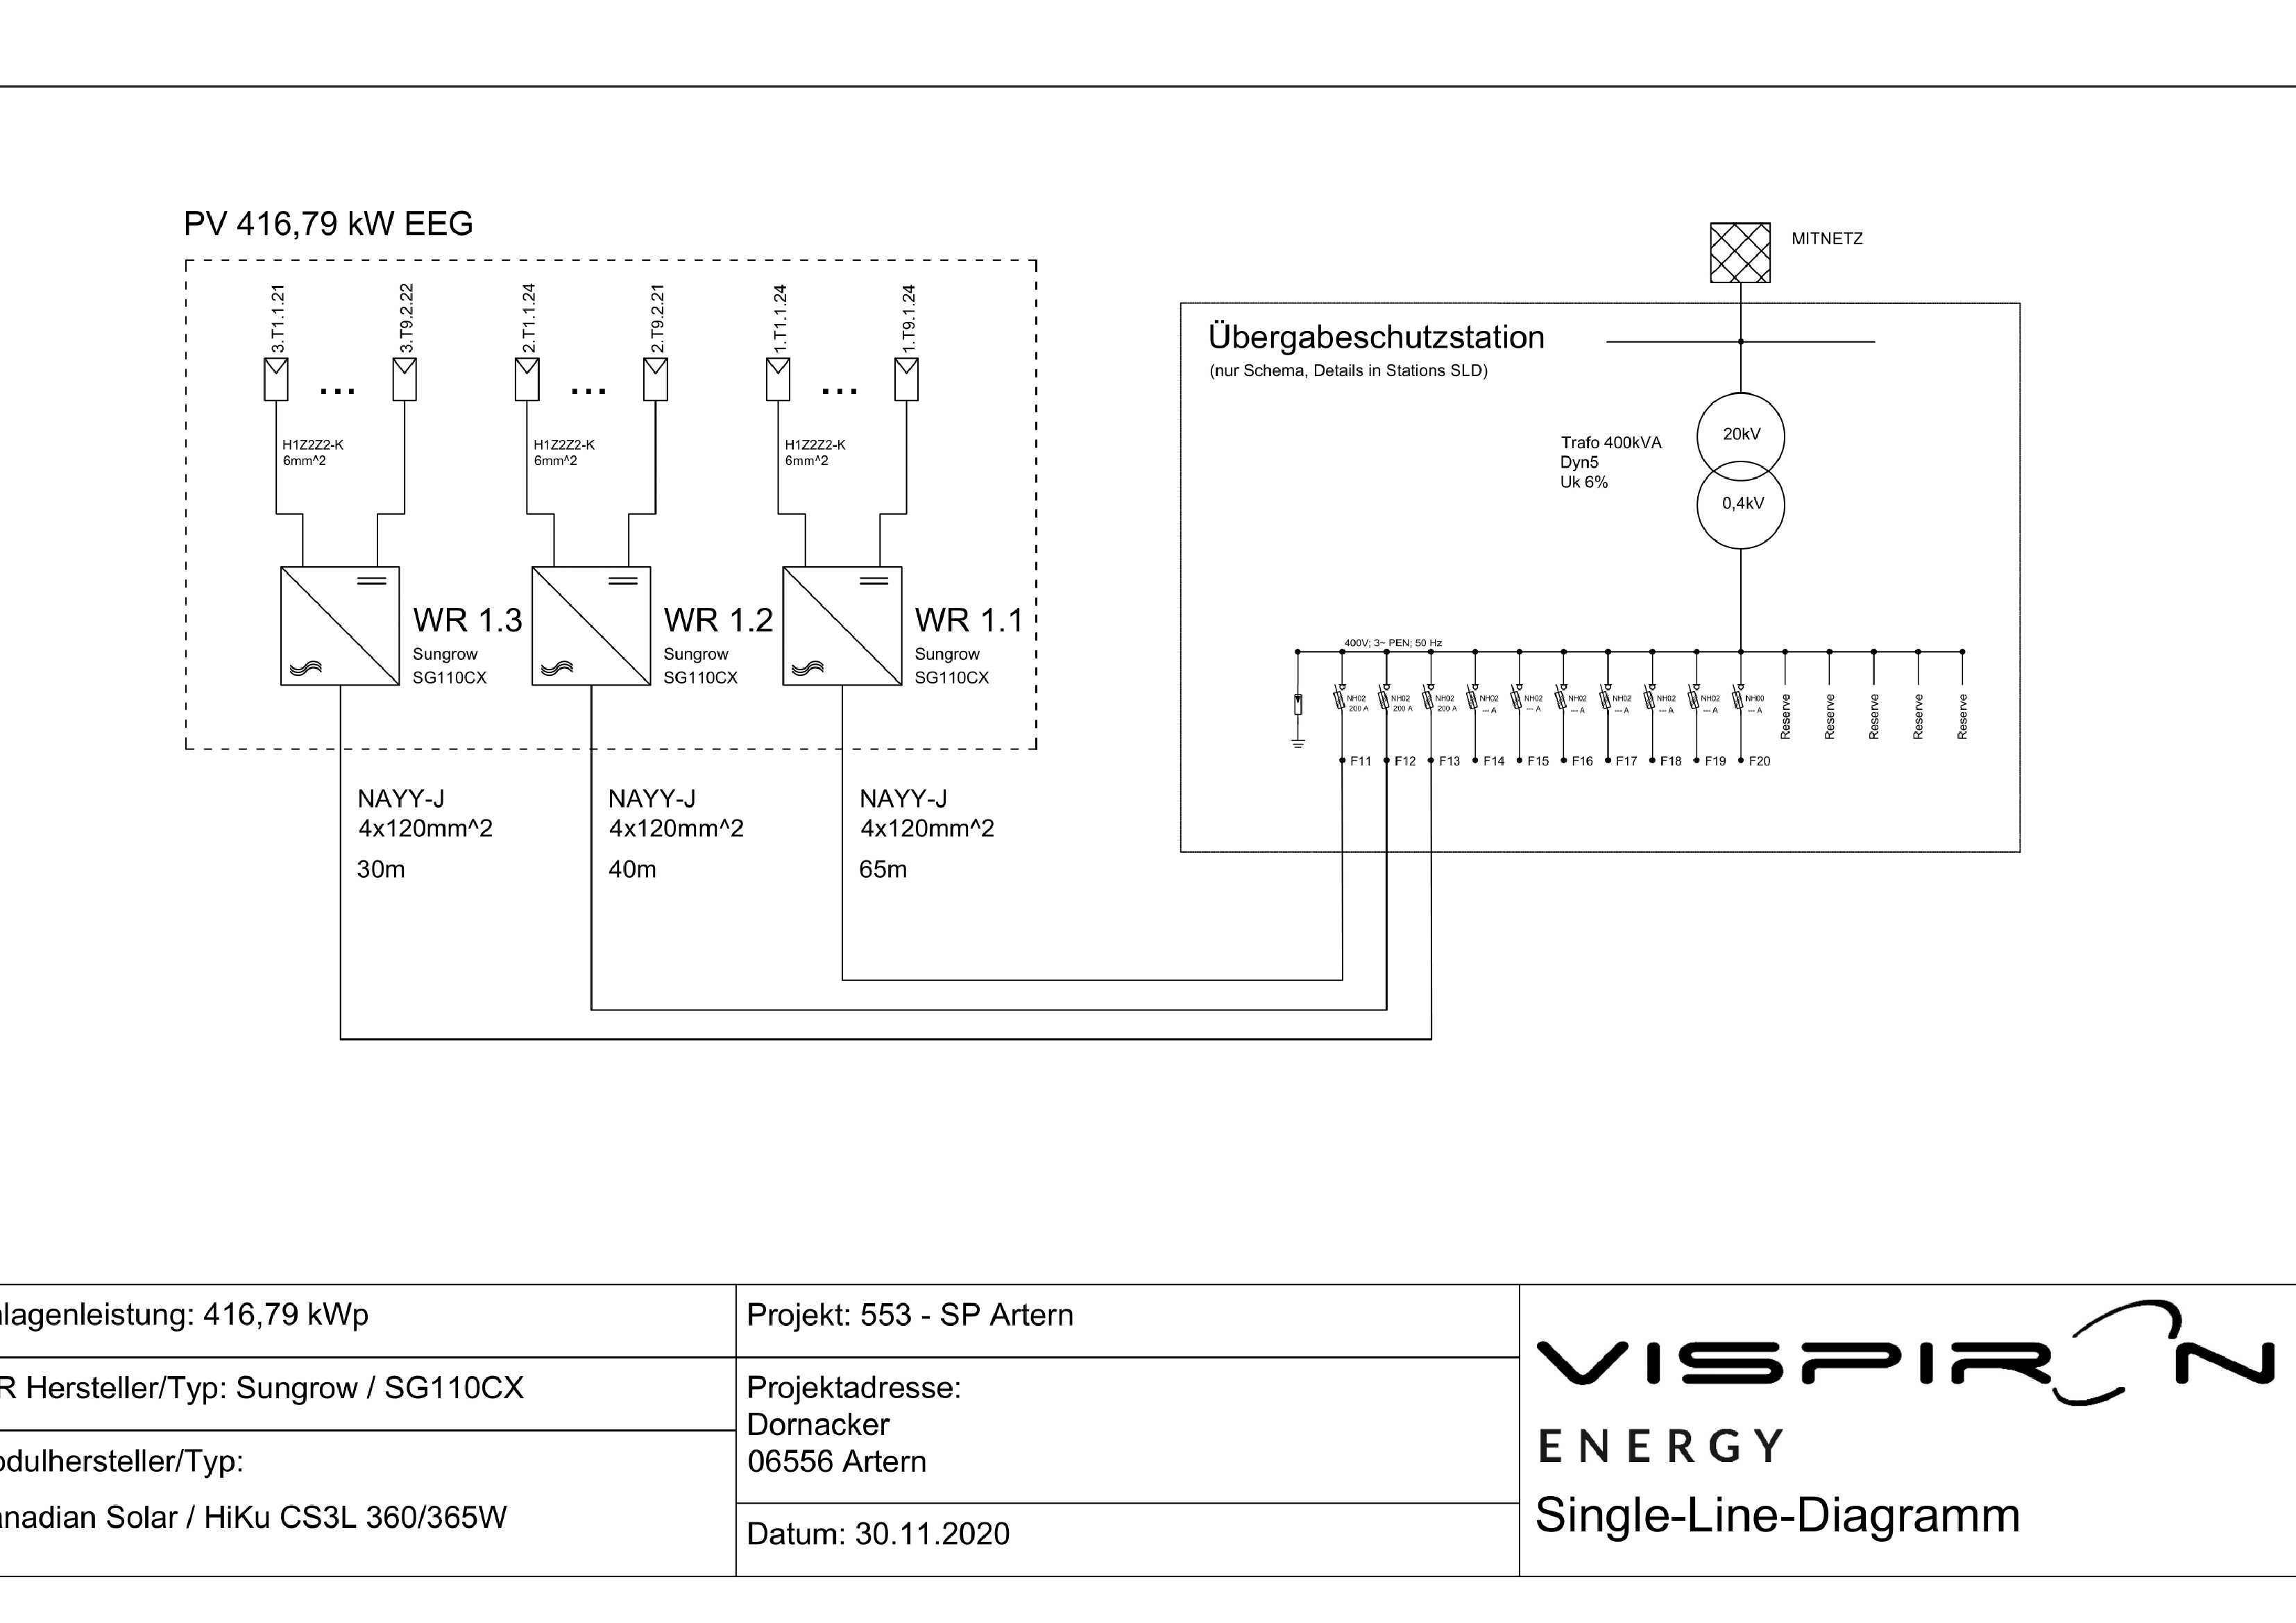 PV 416,79 kW EEG
3.T1.1.21
3.T9.2.22
2.T1.1.24
2.T9.2.21
1.T1.1.24
1.T9.1.24
H1Z2Z2-K
6mm^2
H1Z2Z2-K
6mm^2
H1Z2Z2-K
6mm^2
WR 1.3
Sungrow
SG110CX
WR 1.2
Sungrow
SG110CX
WR 1.1
Sungrow
SG110CX
NAYY-J
4x120mm^2
30m
NAYY-J
4x120mm^2
40m
NAYY-J
4x120mm^2
65m
MITNETZ
Übergabeschutzstation
(nur Schema, Details in Stations SLD)
Trafo 400kVA
Dyn5
Uk 6%
20kV
0,4kV
400V; 3~ PEN; 50 Hz
NH02
200 A
NH02
200 A
NH02
200 A
NH02
--- A
NH02
--- A
NH02
--- A
NH02
--- A
NH02
--- A
NH02
--- A
NH00
--- A
Reserve
Reserve
Reserve
Reserve
Reserve
F11
F12
F13
F14
F15
F16
F17
F18
F19
F20
nlagenleistung: 416,79 kWp
R Hersteller/Typ: Sungrow / SG110CX
odulhersteller/Typ:
anadian Solar / HiKu CS3L 360/365W
Projekt: 553 - SP Artern
Projektadresse:
Dornacker
06556 Artern
Datum: 30.11.2020
VISPIRON
ENERGY
Single-Line-Diagramm